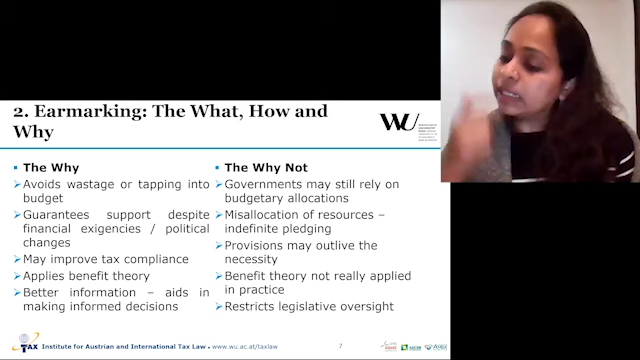 2. Earmarking: The What, How and
Why
WU
▪ The Why
➤Avoids wastage or tapping into
budget
➤Guarantees support despite
financial exigencies / political
changes
➤May improve tax compliance
➤Applies benefit theory
➤Better information – aids in
making informed decisions
▪ The Why Not
➤Governments may still rely on
budgetary allocations
➤Misallocation of resources –
indefinite pledging
➤Provisions may outlive the
necessity
➤Benefit theory not really applied
in practice
➤Restricts legislative oversight
TAX
Institute for Austrian and International Tax Law ▪ www.wu.ac.at/taxlaw
7